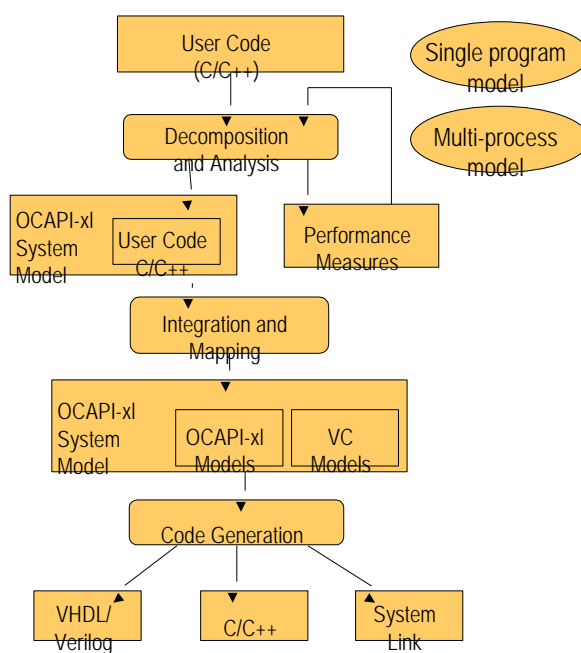 User Code
(C/C++)
Single program
model
Decomposition
and Analysis
Multi-process
model
OCAPI-xl
System
Model
User Code
C/C++
Performance
Measures
Integration and
Mapping
OCAPI-xl
System
Model
OCAPI-xl
Models
VC
Models
Code Generation
VHDL/
Verilog
C/C++
System
Link